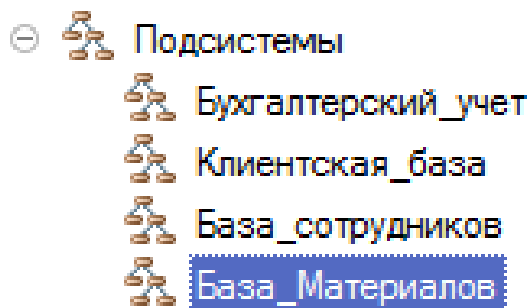 Подсистемы
Бухгалтерский_учет
Клиентская_база
База_сотрудников
База_Материалов